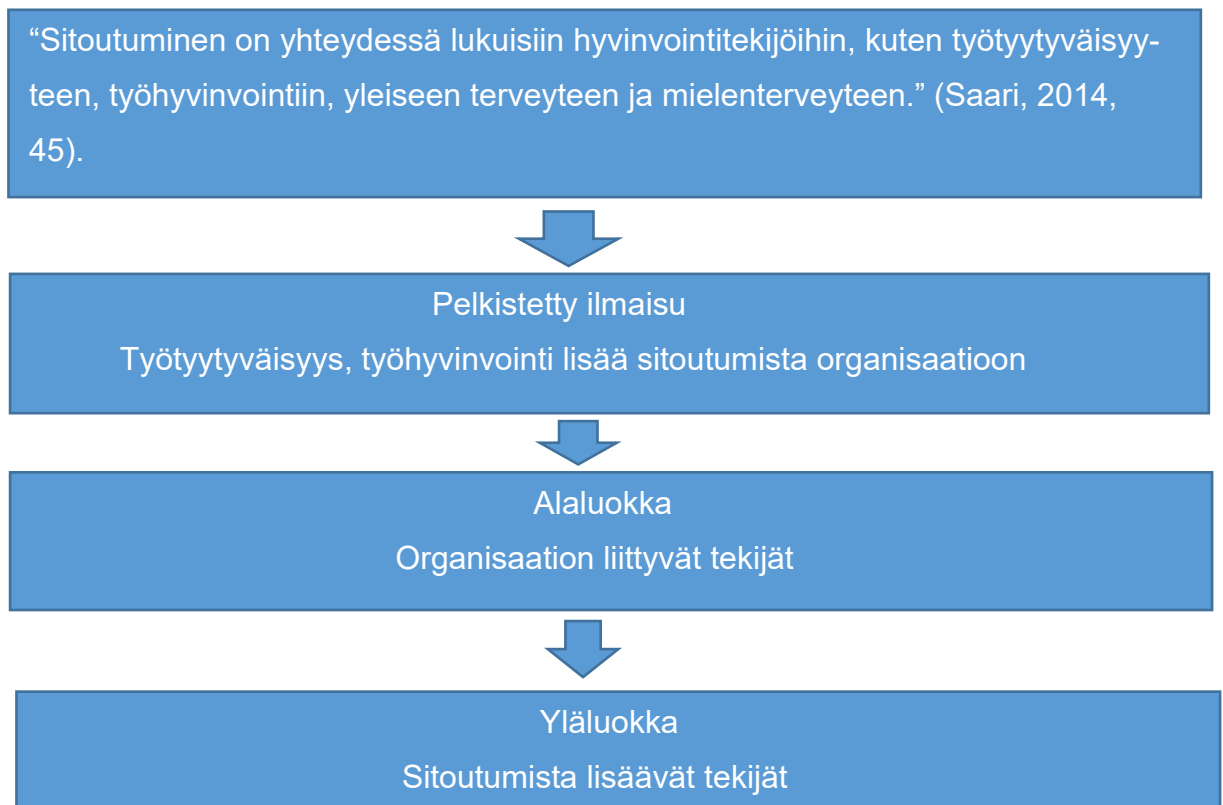 “Sitoutuminen on yhteydessä lukuisiin hyvinvointitekijöihin, kuten työtyytyväisyy-
teen, työhyvinvointiin, yleiseen terveyteen ja mielenterveyteen.” (Saari, 2014,
45).
Pelkistetty ilmaisu
Työtyytyväisyys, työhyvinvointi lisää sitoutumista organisaatioon
Alaluokka
Organisaation liittyvät tekijät
Yläluokka
Sitoutumista lisäävät tekijät